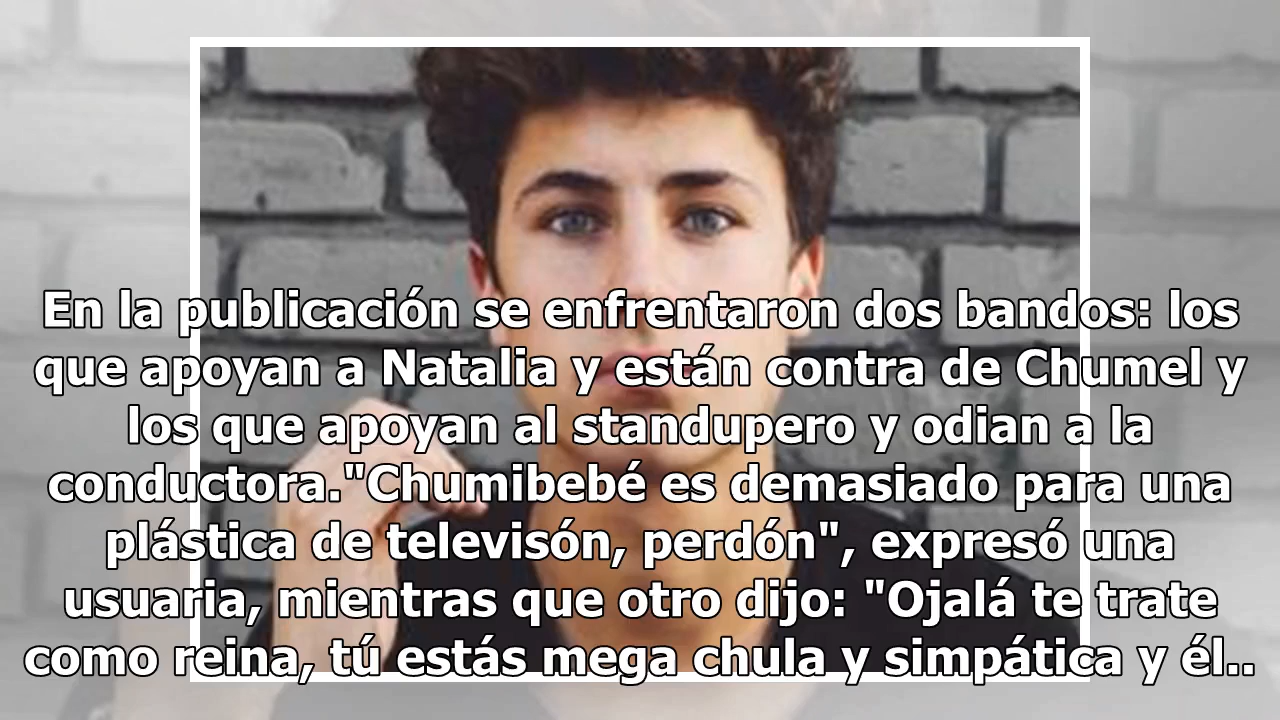 En la publicación se enfrentaron dos bandos: los
que apoyan a Natalia y están contra de Chumel y
los que apoyan al standupero y odian a la
conductora."Chumibebé es demasiado para una
plástica de televisón, perdón", expresó una
usuaria, mientras que otro dijo: "Ojalá te trate
como reina, tú estás mega chula y simpática y él..